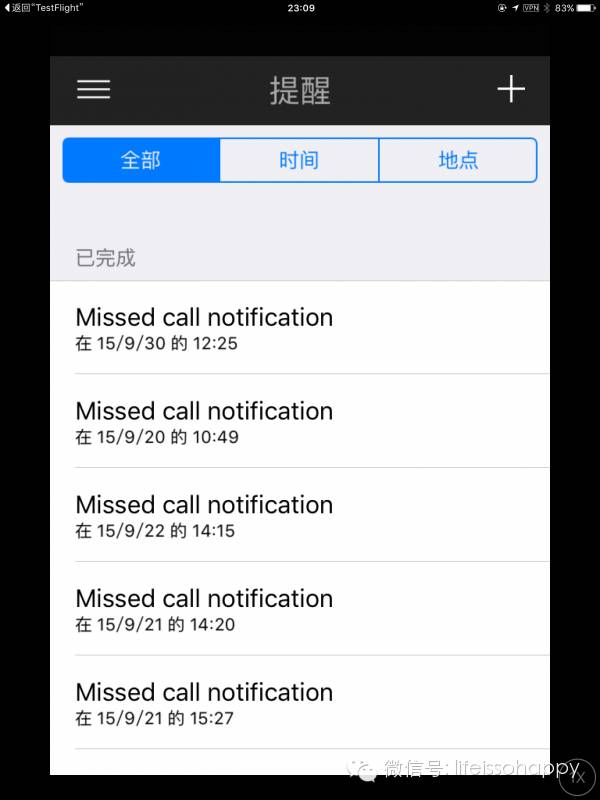 返回“TestFlight”
23:09
VPN
83%
提醒
全部
时间
地点
已完成
Missed call notification
在 15/9/30 的 12:25
Missed call notification
在 15/9/20 的 10:49
Missed call notification
在 15/9/22 的 14:15
Missed call notification
在 15/9/21 的 14:20
Missed call notification
在 15/9/21 的 15:27
微信号: lifeissohappy
1X